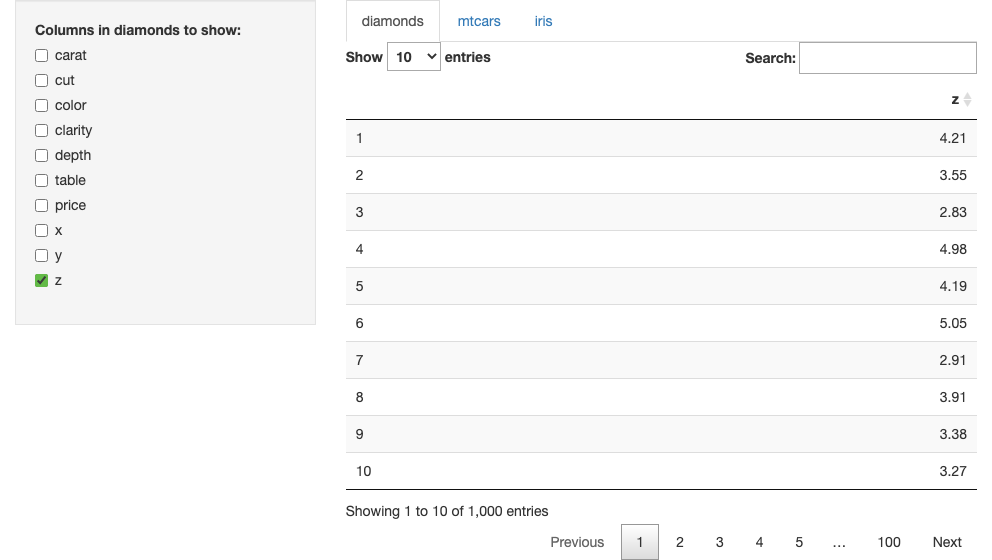 Columns in diamonds to show:
carat
cut
color
clarity
depth
table
price
x
y
z
diamonds mtcars iris
Show 10 entries Search:
z
1 4.21
2 3.55
3 2.83
4 4.98
5 4.19
6 5.05
7 2.91
8 3.91
9 3.38
10 3.27
Showing 1 to 10 of 1,000 entries
Previous 1 2 3 4 5 … 100 Next